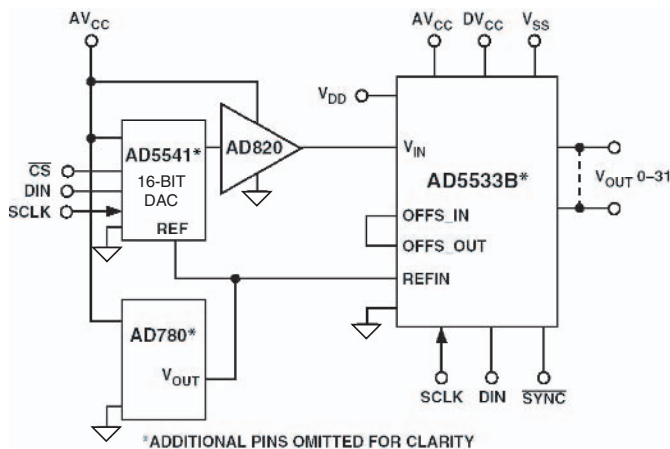 AVCC
AVCC
DVCC
VSS
VDD
AD5541*
16-BIT
DAC
REF
CS
DIN
SCLK
AD820
VIN
AD5533B*
OFFS_IN
OFFS_OUT
REFIN
VOUT 0–31
AD780*
VOUT
SCLK
DIN
SYNC
*ADDITIONAL PINS OMITTED FOR CLARITY